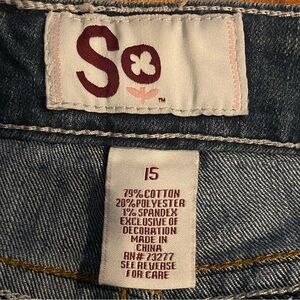 So
™
15
79% COTTON
20% POLYESTER
1% SPANDEX
EXCLUSIVE OF
DECORATION
MADE IN
CHINA
RN# 73277
SEE REVERSE
FOR CARE